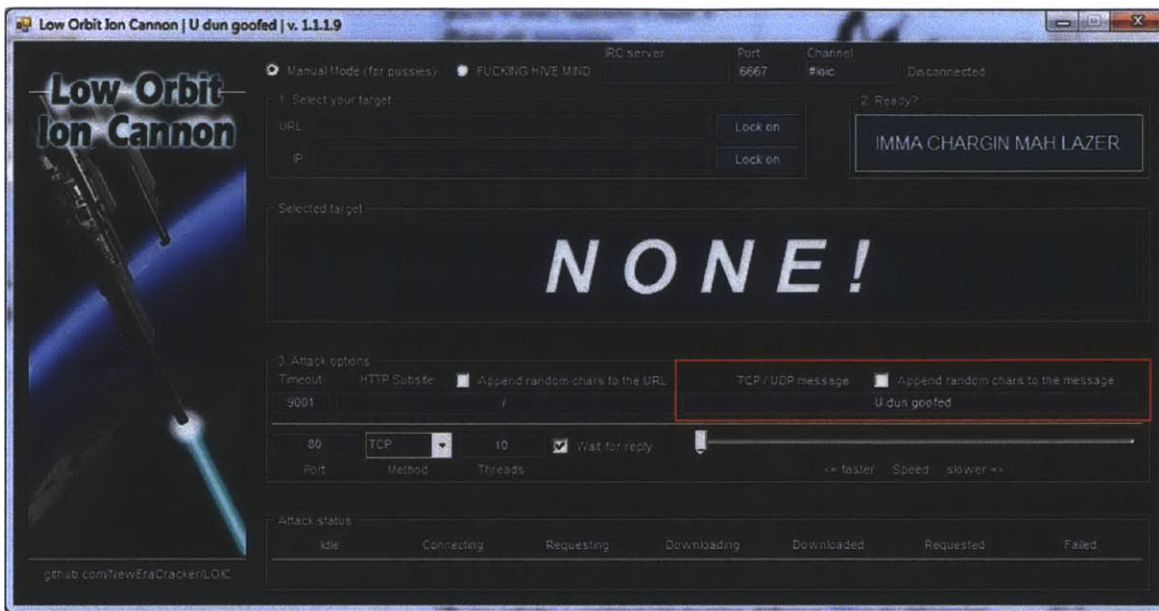 Low Orbit Ion Cannon | U dun goofed | v. 1.1.1.9
Low Orbit
Ion Cannon
Manual Mode (for pussies)
FUCKING HIVE MIND
IRC server
Port
Channel
6667
#loic
Disconnected
1. Select your target
URL
Lock on
IP
Lock on
2. Ready?
IMMA CHARGIN MAH LAZER
Selected target
NONE!
3. Attack options
Timeout
HTTP Subsite
Append random chars to the URL
TCP / UDP message
Append random chars to the message
9001
/
U dun goofed
80
TCP
10
Wait for reply
Port
Method
Threads
<= faster Speed slower =>
Attack status
Idle
Connecting
Requesting
Downloading
Downloaded
Requested
Failed
github.com/NewEraCracker/LOIC